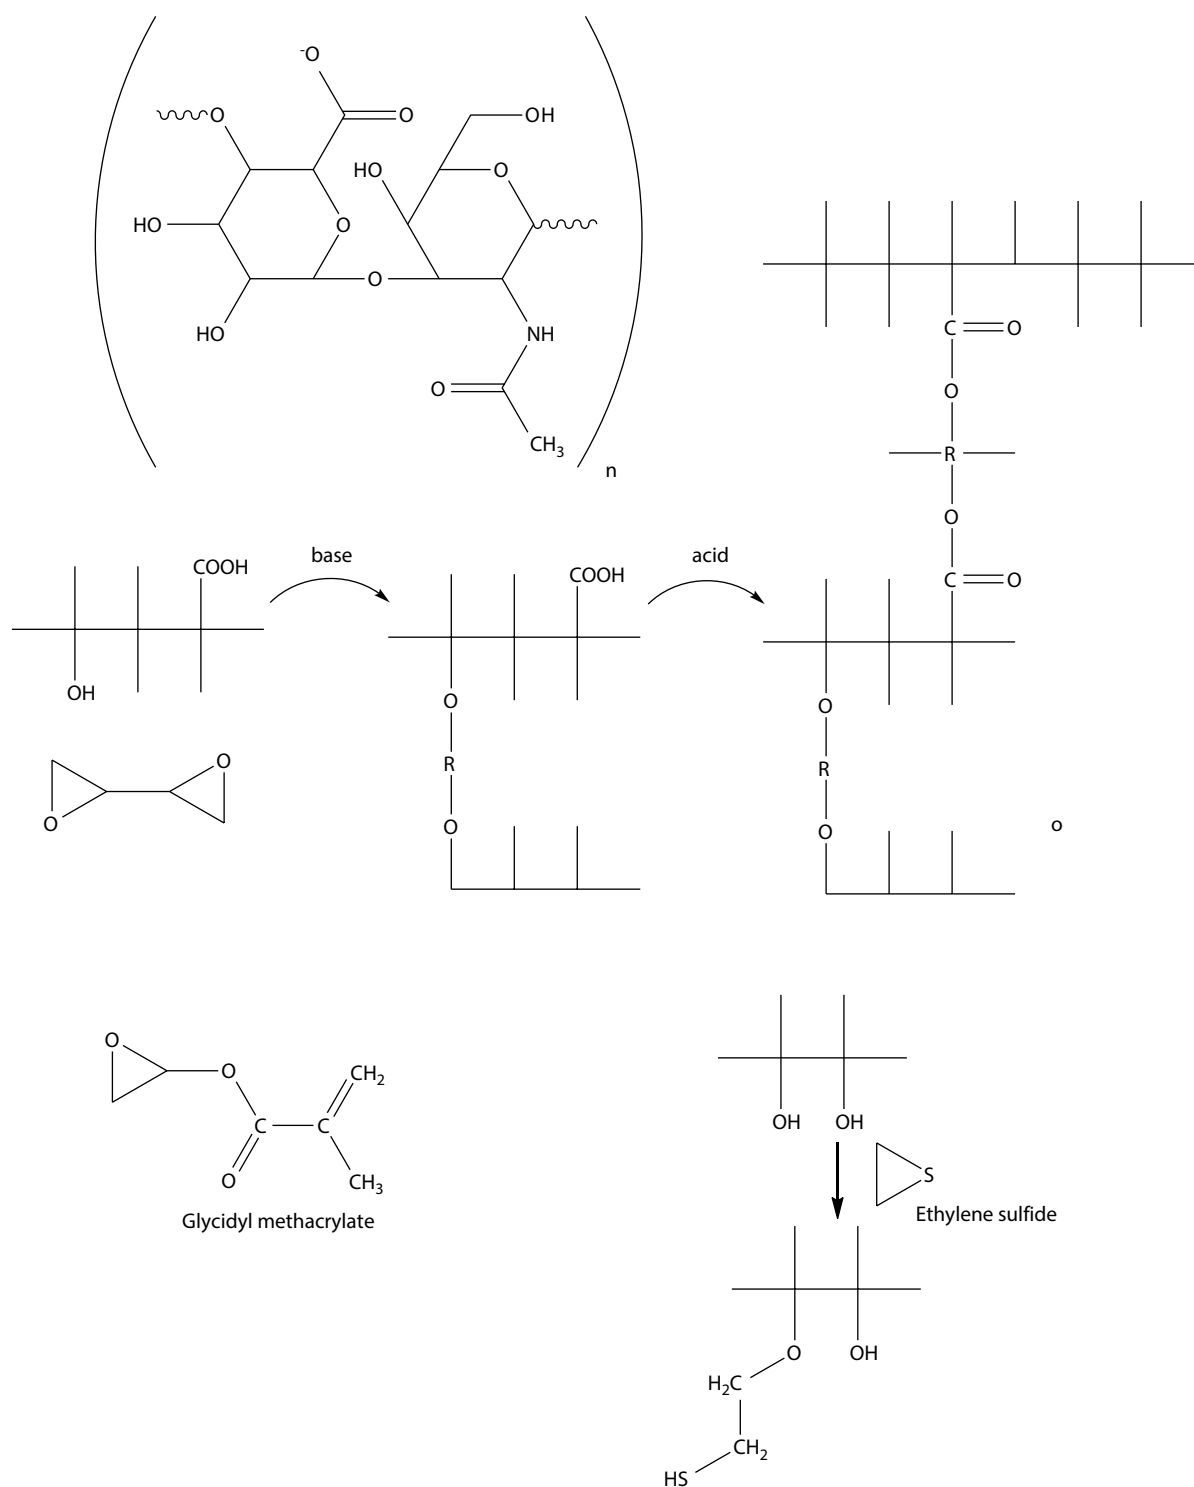 -O
O
O
OH
HO
O
HO
O
O
HO
NH
O
CH3
n
C
O
O
R
O
C
O
base
acid
COOH
COOH
OH
O
R
O
O
R
O
O
O
o
O
O
CH2
C
C
O
CH3
Glycidyl methacrylate
OH
OH
S
Ethylene sulfide
O
OH
H2C
CH2
HS